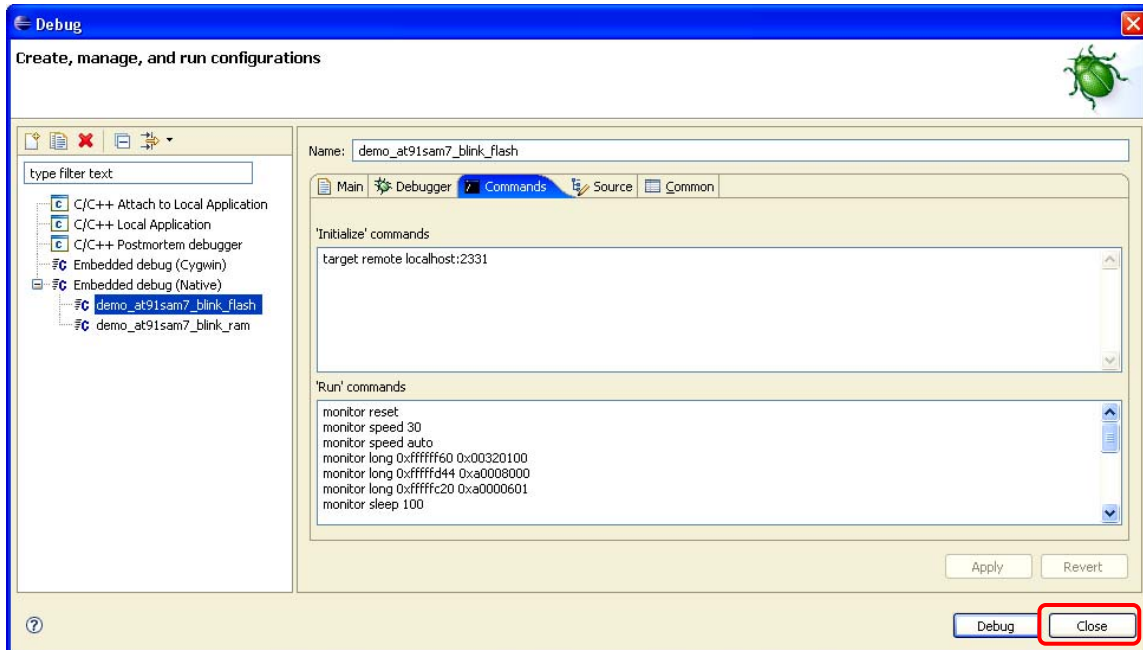 Debug
Create, manage, and run configurations
type filter text
C/C++ Attach to Local Application
C/C++ Local Application
C/C++ Postmortem debugger
Embedded debug (Cygwin)
Embedded debug (Native)
demo_at91sam7_blink_flash
demo_at91sam7_blink_ram
Name: demo_at91sam7_blink_flash
Main Debugger Commands Source Common
'Initialize' commands
target remote localhost:2331
'Run' commands
monitor reset
monitor speed 30
monitor speed auto
monitor long 0xffffff60 0x00320100
monitor long 0xfffffd44 0xa0008000
monitor long 0xfffffc20 0xa0000601
monitor sleep 100
Apply Revert
Debug Close